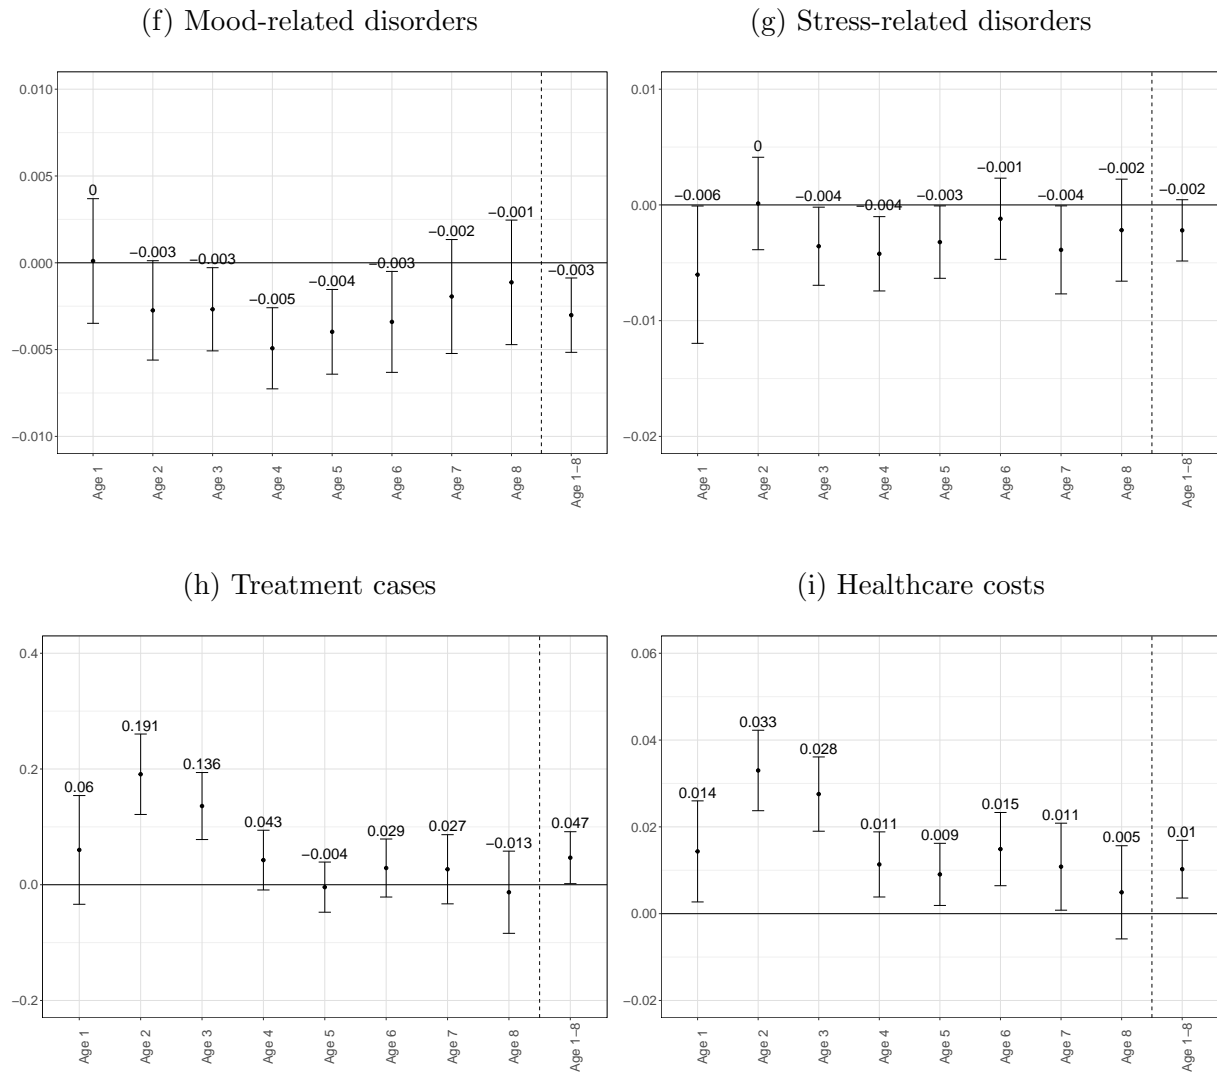 (f) Mood-related disorders
0.010
0.005
0.000
−0.005
−0.010
0
−0.003
−0.003
−0.005
−0.004
−0.003
−0.002
−0.001
−0.003
Age 1
Age 2
Age 3
Age 4
Age 5
Age 6
Age 7
Age 8
Age 1−8
(g) Stress-related disorders
0.01
0.00
−0.01
−0.02
−0.006
0
−0.004
−0.004
−0.003
−0.001
−0.004
−0.002
−0.002
Age 1
Age 2
Age 3
Age 4
Age 5
Age 6
Age 7
Age 8
Age 1−8
(h) Treatment cases
0.4
0.2
0.0
−0.2
0.06
0.191
0.136
0.043
−0.004
0.029
0.027
−0.013
0.047
Age 1
Age 2
Age 3
Age 4
Age 5
Age 6
Age 7
Age 8
Age 1−8
(i) Healthcare costs
0.06
0.04
0.02
0.00
−0.02
0.014
0.033
0.028
0.011
0.009
0.015
0.011
0.005
0.01
Age 1
Age 2
Age 3
Age 4
Age 5
Age 6
Age 7
Age 8
Age 1−8